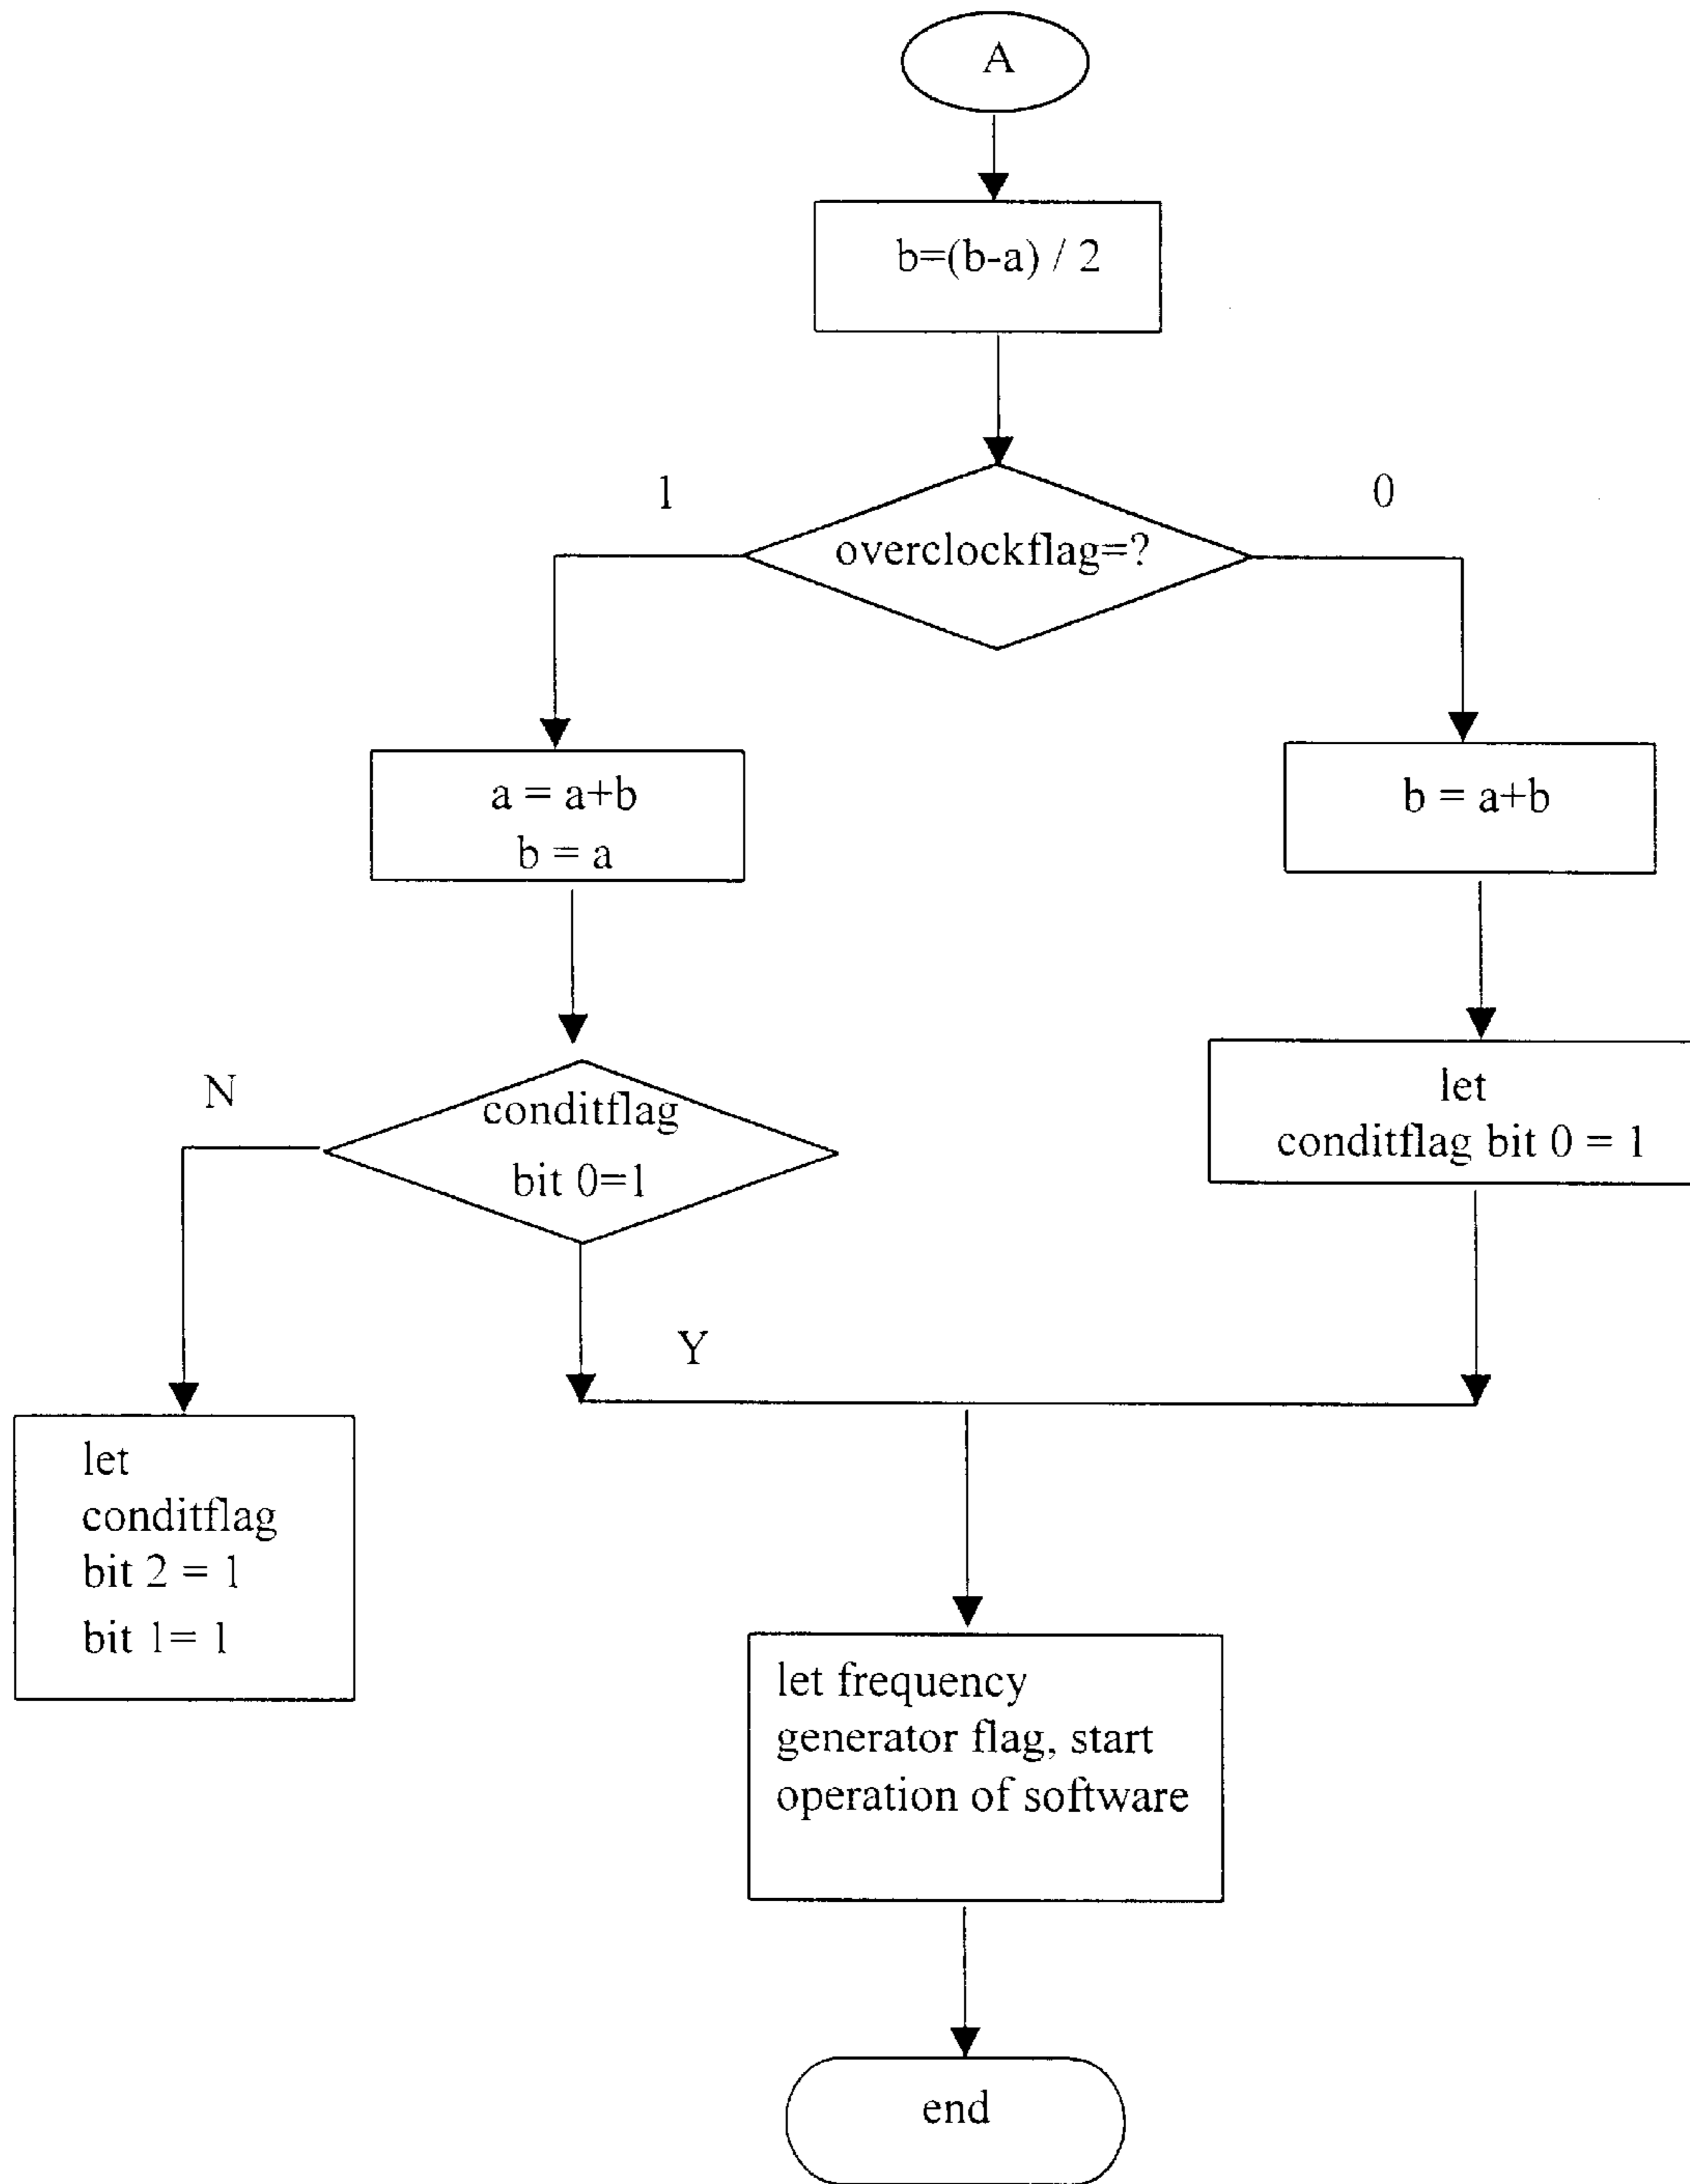 A
b=(b-a) / 2
1
0
overclockflag=?
a = a+b
b = a
b = a+b
N
conditflag
bit 0=1
let
conditflag bit 0 = 1
Y
let
conditflag
bit 2 = 1
bit 1= 1
let frequency
generator flag, start
operation of software
end